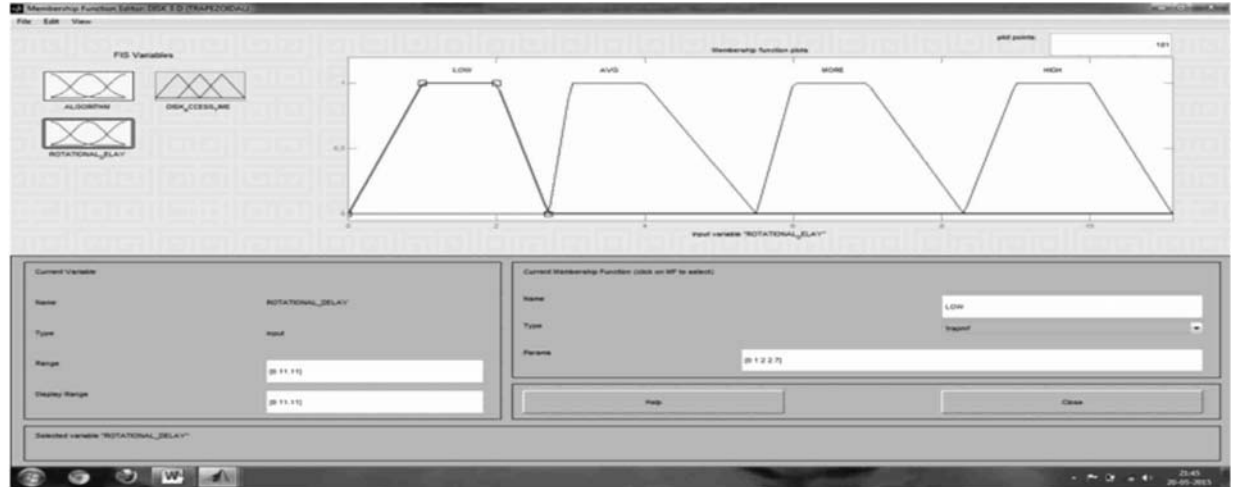 Membership Function Editor: DISK 3 D (TRAPEZOIDAL)
File Edit View
FIS Variables
ALGORITHM
ROTATIONAL_DELAY
Membership function plots
plot points:
181
LOW AVG MORE HIGH
1
0.5
0
0 2 4 6 8 10
input variable "ROTATIONAL_DELAY"
Current Variable
Name ROTATIONAL_DELAY
Type input
Range [0 11.11]
Display Range [0 11.11]
Current Membership Function (click on MF to select)
Name LOW
Type trapmf
Params [0 1 2 2.7]
Help Close
Selected variable "ROTATIONAL_DELAY"
W
21:45
20-05-2015